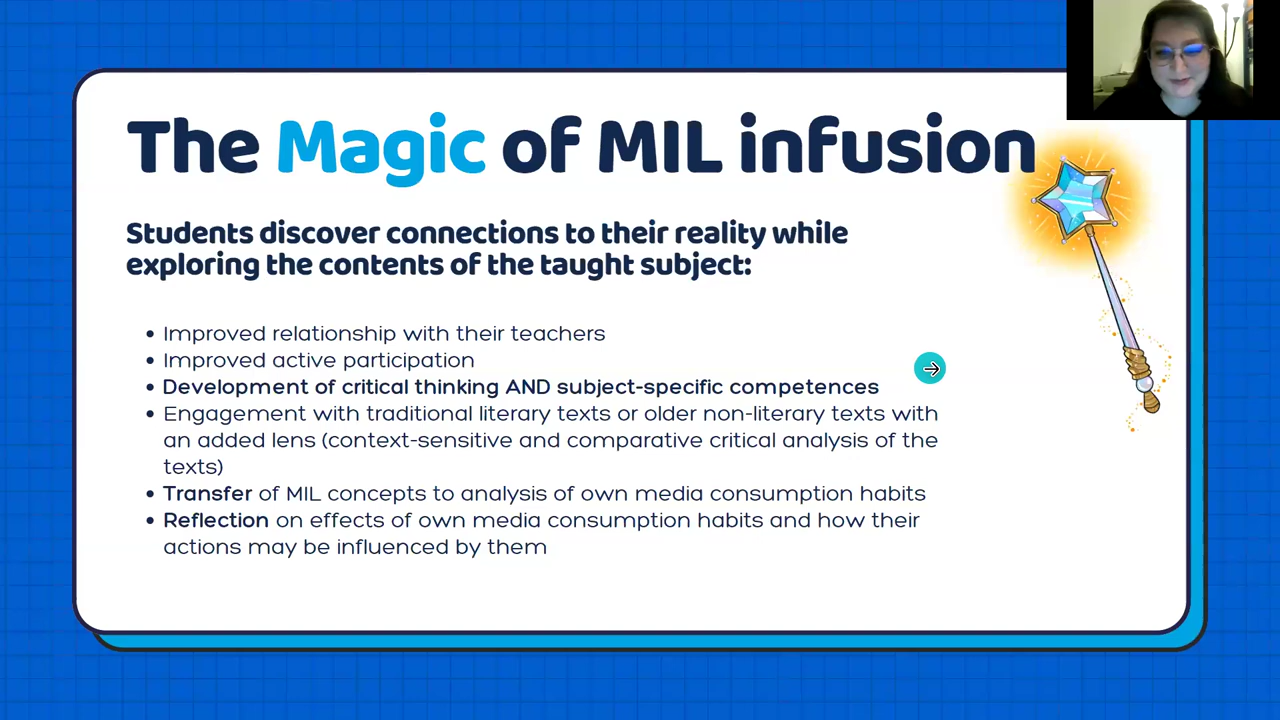 The Magic of MIL infusion
Students discover connections to their reality while
exploring the contents of the taught subject:
• Improved relationship with their teachers
• Improved active participation
• Development of critical thinking AND subject-specific competences
• Engagement with traditional literary texts or older non-literary texts with
an added lens (context-sensitive and comparative critical analysis of the
texts)
• Transfer of MIL concepts to analysis of own media consumption habits
• Reflection on effects of own media consumption habits and how their
actions may be influenced by them